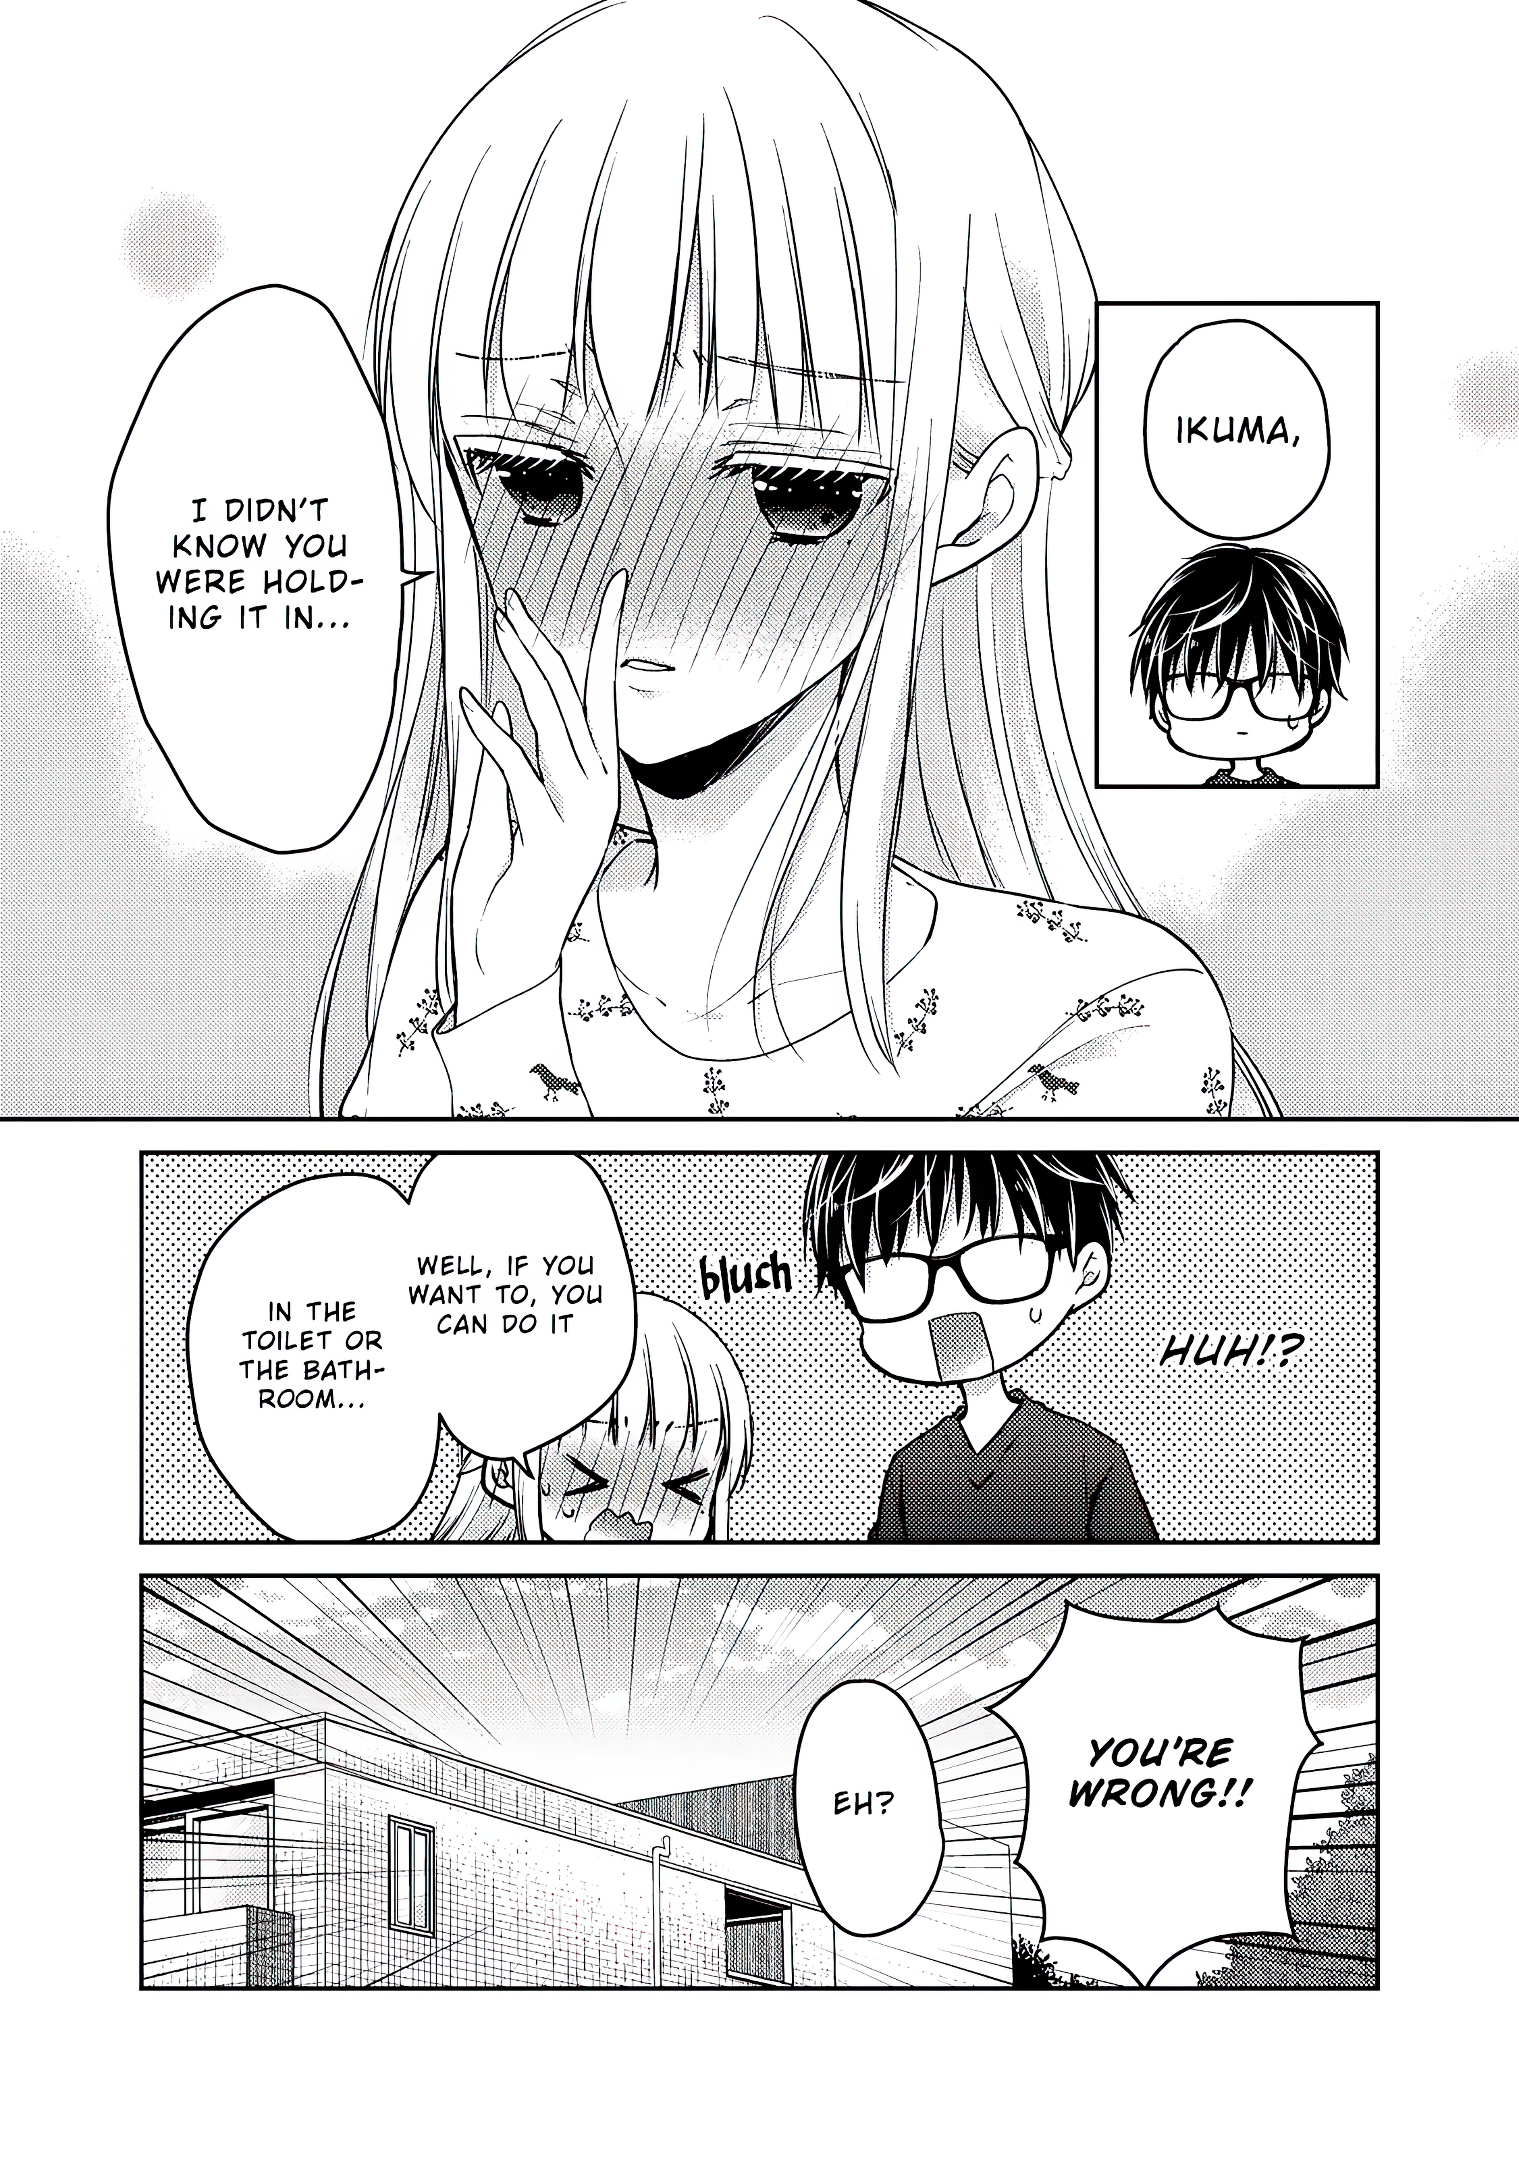 IKUMA,
I DIDN'T
KNOW YOU
WERE HOLD-
ING IT IN...
HUH!?
blush
WELL, IF YOU
WANT TO, YOU
CAN DO IT
IN THE
TOILET OR
THE BATH-
ROOM...
YOU'RE
WRONG!!
EH?